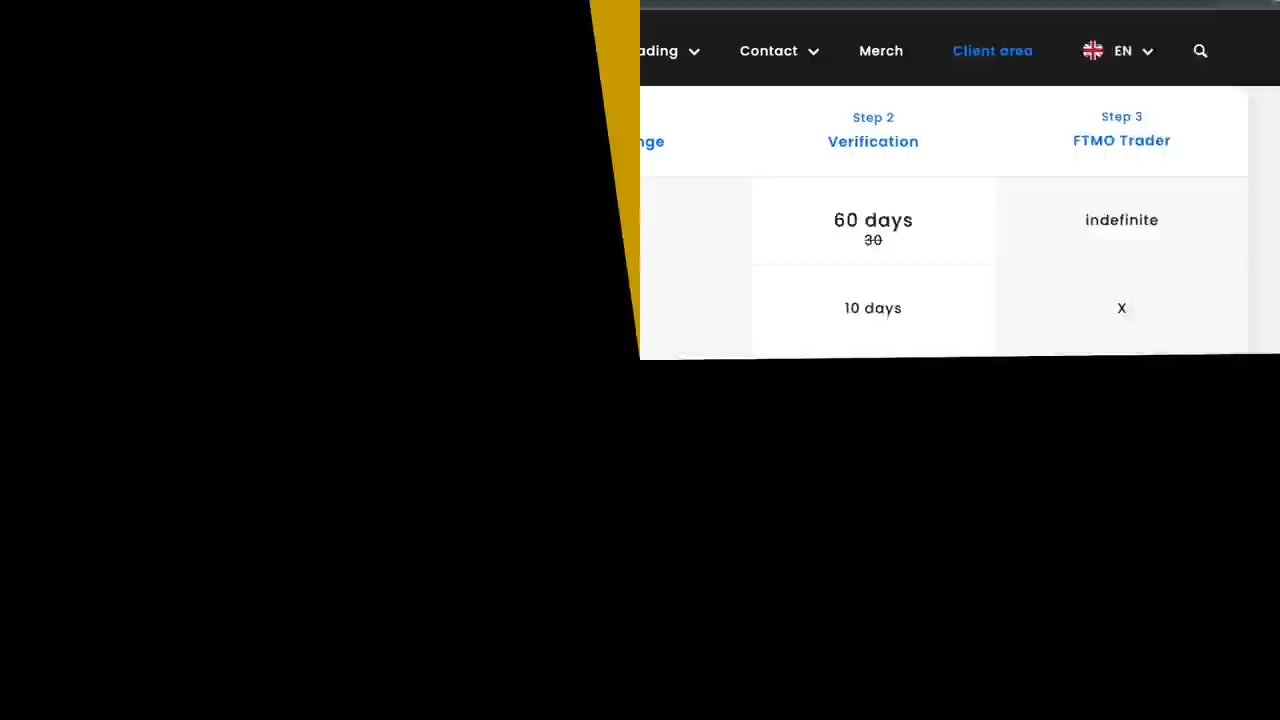 ading Contact Merch Client area EN
Step 2 Step 3
nge Verification FTMO Trader
60 days indefinite
30
10 days X